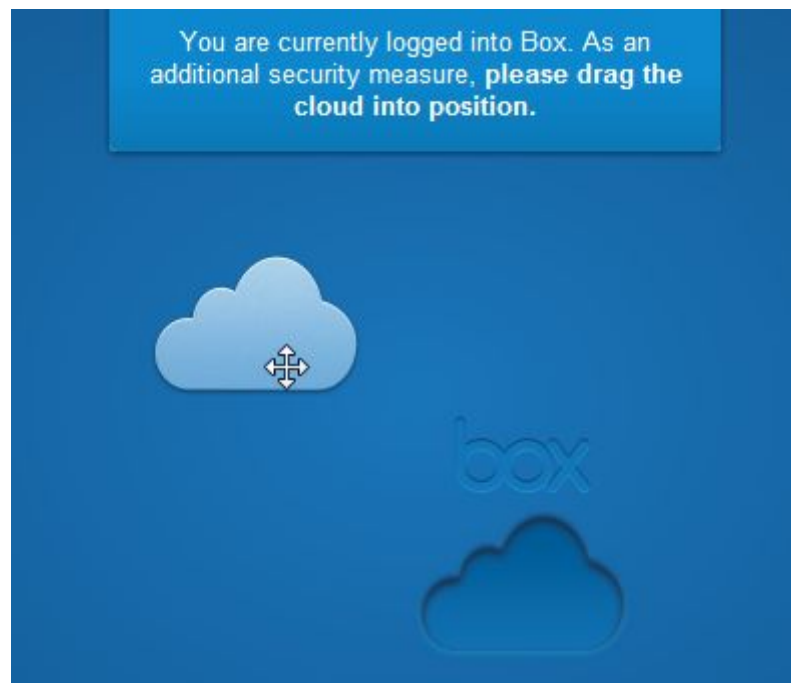 You are currently logged into Box. As an
additional security measure, please drag the
cloud into position.
box